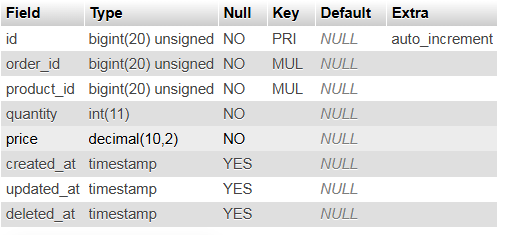 Field Type Null Key Default Extra
id bigint(20) unsigned NO PRI NULL auto_increment
order_id bigint(20) unsigned NO MUL NULL
product_id bigint(20) unsigned NO MUL NULL
quantity int(11) NO NULL
price decimal(10,2) NO NULL
created_at timestamp YES NULL
updated_at timestamp YES NULL
deleted_at timestamp YES NULL